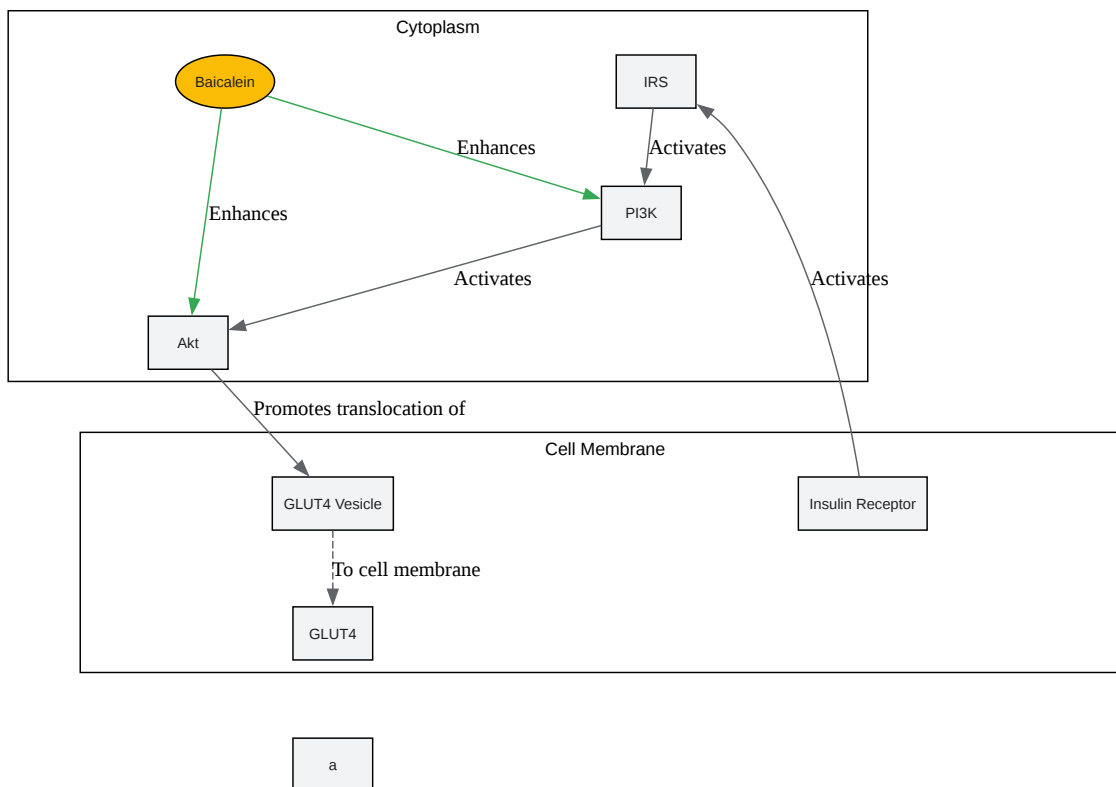 Cytoplasm
Baicalein
IRS
Enhances
Activates
Enhances
PI3K
Activates
Activates
Akt
Promotes translocation of
Cell Membrane
GLUT4 Vesicle
Insulin Receptor
To cell membrane
GLUT4
a